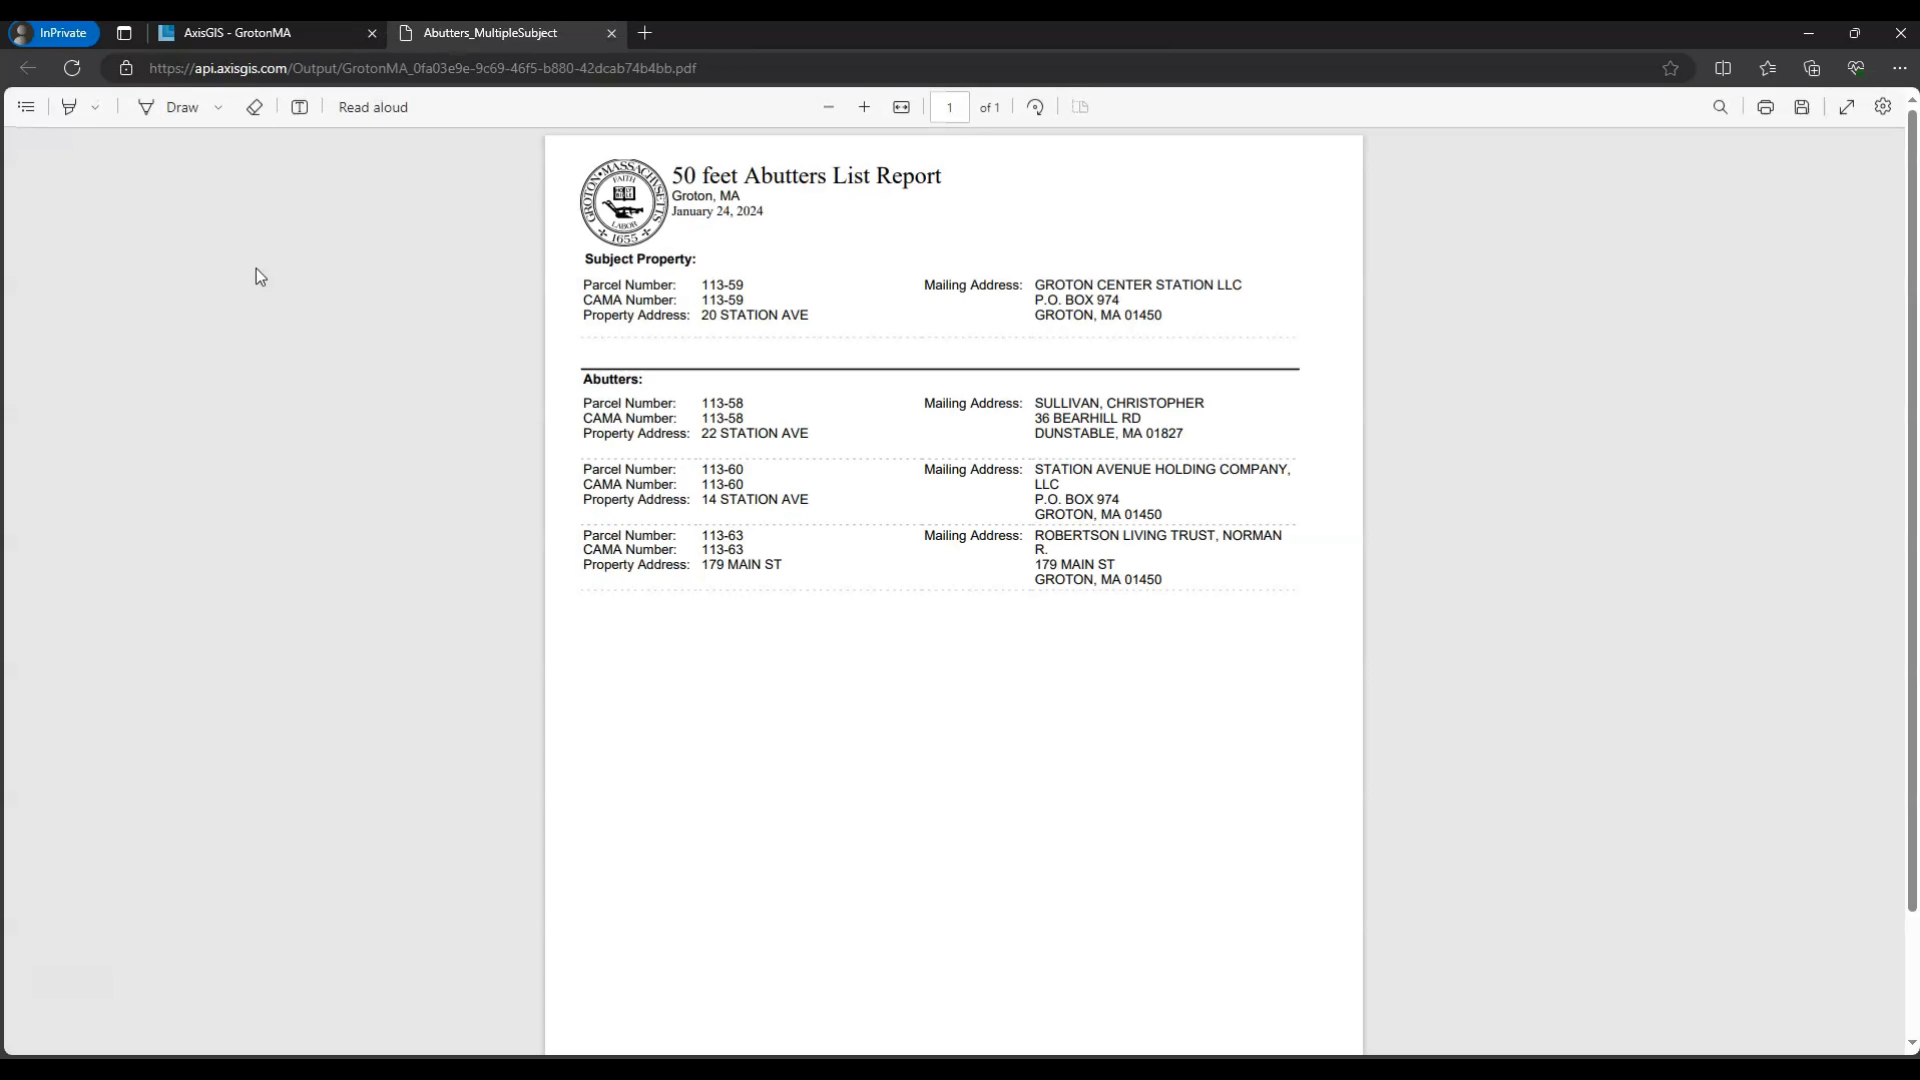 InPrivate
AxisGIS - GrotonMA
Abutters_MultipleSubject
https://api.axisgis.com/Output/GrotonMA_0fa03e9e-9c69-46f5-b880-42dcab74b4bb.pdf
Draw
Read aloud
1 of 1
GROTON MASSACHVSETTS
FAITH
LABOR
1655
50 feet Abutters List Report
Groton, MA
January 24, 2024
Subject Property:
Parcel Number: 113-59 Mailing Address: GROTON CENTER STATION LLC
CAMA Number: 113-59 P.O. BOX 974
Property Address: 20 STATION AVE GROTON, MA 01450
Abutters:
Parcel Number: 113-58 Mailing Address: SULLIVAN, CHRISTOPHER
CAMA Number: 113-58 36 BEARHILL RD
Property Address: 22 STATION AVE DUNSTABLE, MA 01827
Parcel Number: 113-60 Mailing Address: STATION AVENUE HOLDING COMPANY,
CAMA Number: 113-60 LLC
Property Address: 14 STATION AVE P.O. BOX 974
GROTON, MA 01450
Parcel Number: 113-63 Mailing Address: ROBERTSON LIVING TRUST, NORMAN
CAMA Number: 113-63 R.
Property Address: 179 MAIN ST 179 MAIN ST
GROTON, MA 01450